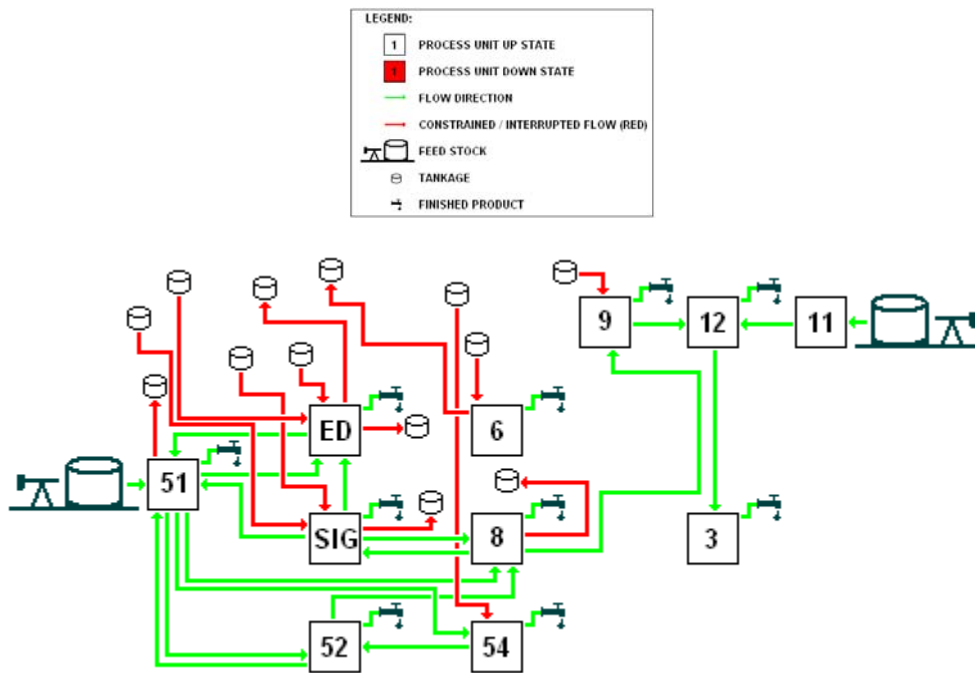 LEGEND:
1 PROCESS UNIT UP STATE
1 PROCESS UNIT DOWN STATE
FLOW DIRECTION
CONSTRAINED / INTERRUPTED FLOW (RED)
FEED STOCK
TANKAGE
FINISHED PRODUCT
9 12 11
ED 6
51
SIG 8 3
52 54